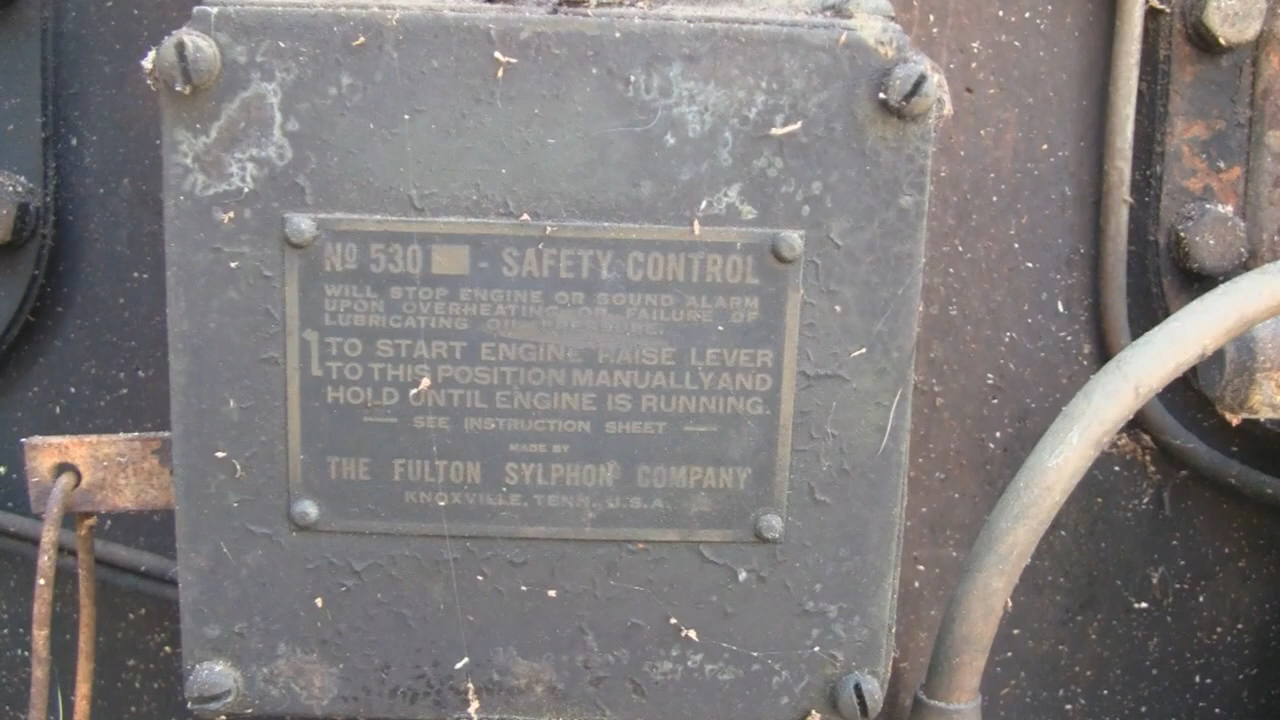 Nº 530 - SAFETY CONTROL
WILL STOP ENGINE OR SOUND ALARM
UPON OVERHEATING OR FAILURE OF
LUBRICATING OIL PRESSURE.
TO START ENGINE RAISE LEVER
TO THIS POSITION MANUALLY AND
HOLD UNTIL ENGINE IS RUNNING.
— SEE INSTRUCTION SHEET —
MADE BY
THE FULTON SYLPHON COMPANY
KNOXVILLE, TENN., U.S.A.